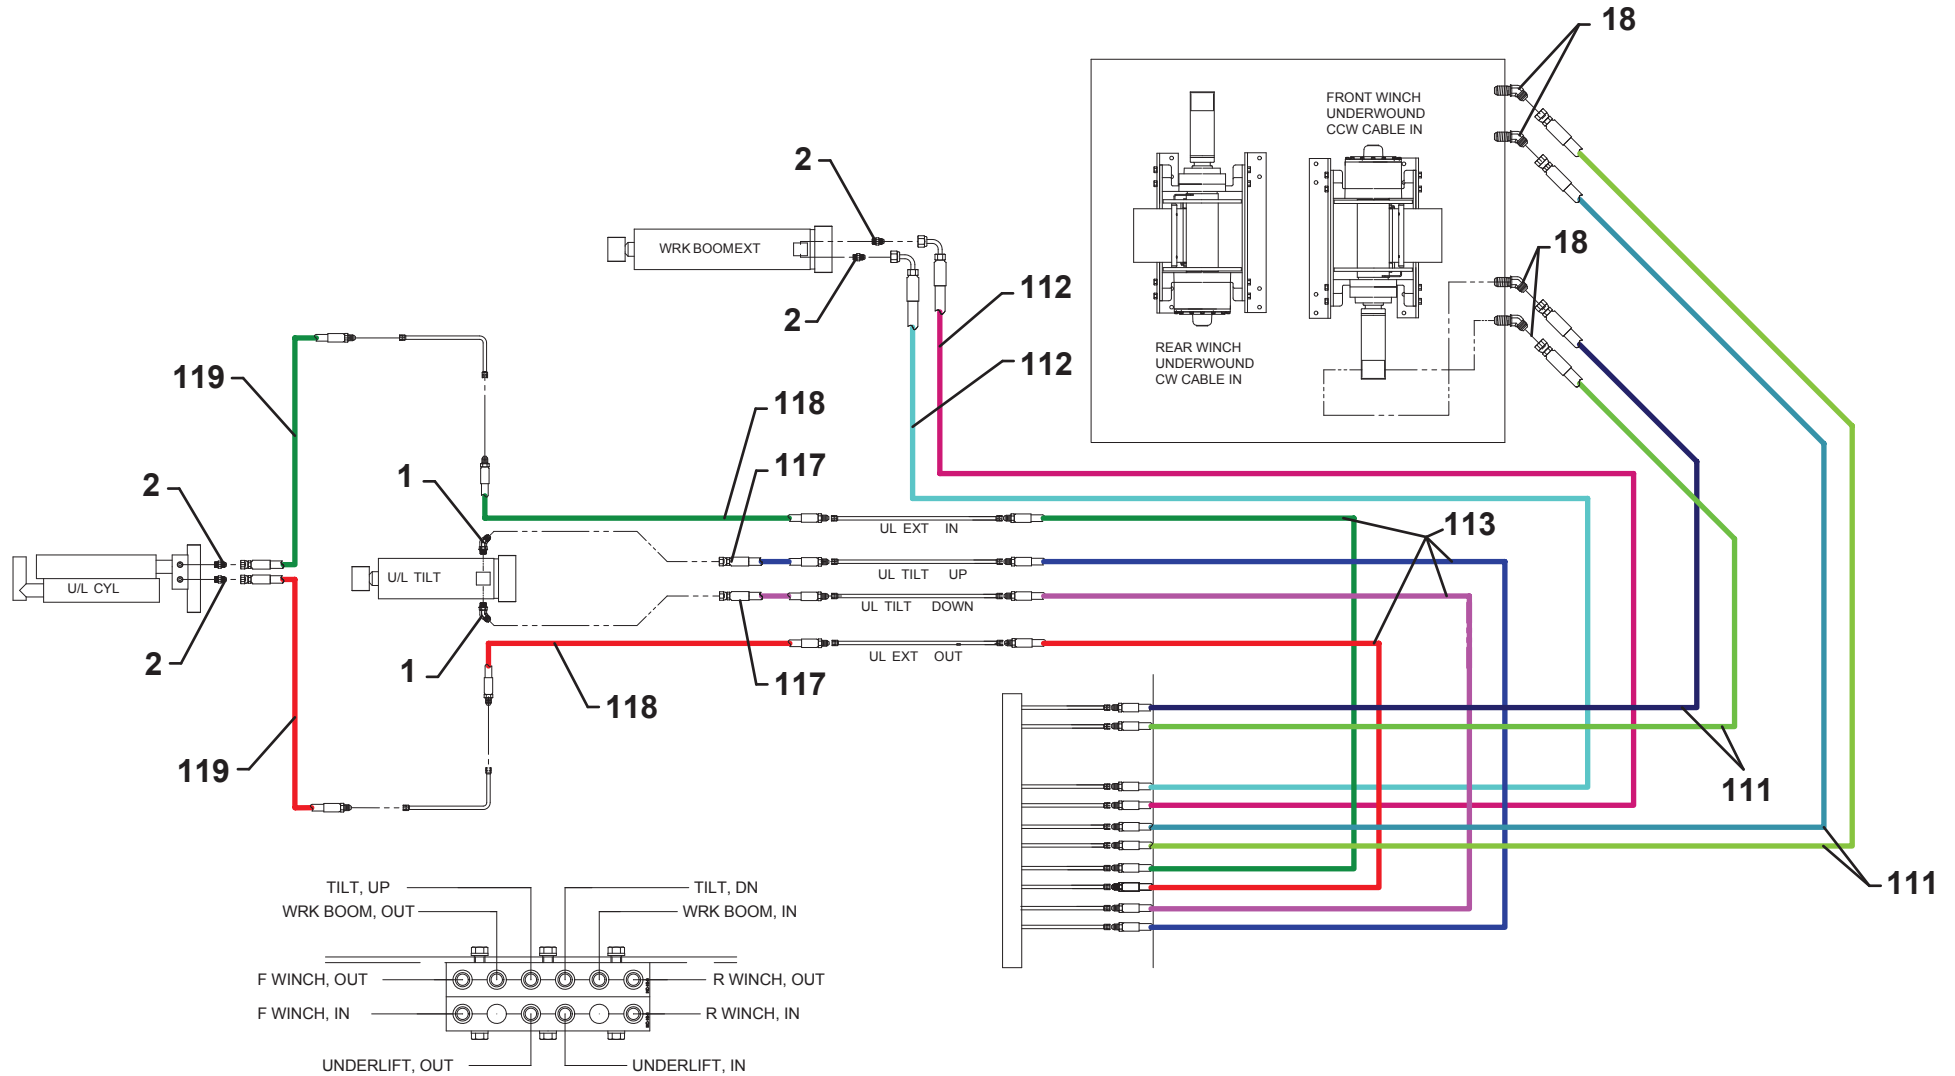 18
FRONT WINCH
UNDERWOUND
CCW CABLE IN
2
WRK BOOM EXT
2
18
112
REAR WINCH
UNDERWOUND
CW CABLE IN
112
119
118
117
2
1
UL EXT IN
113
U/L TILT
UL TILT UP
U/L CYL
UL TILT DOWN
2
1
UL EXT OUT
117
118
119
111
111
TILT, UP
TILT, DN
WRK BOOM, OUT
WRK BOOM, IN
F WINCH, OUT
R WINCH, OUT
F WINCH, IN
R WINCH, IN
UNDERLIFT, OUT
UNDERLIFT, IN